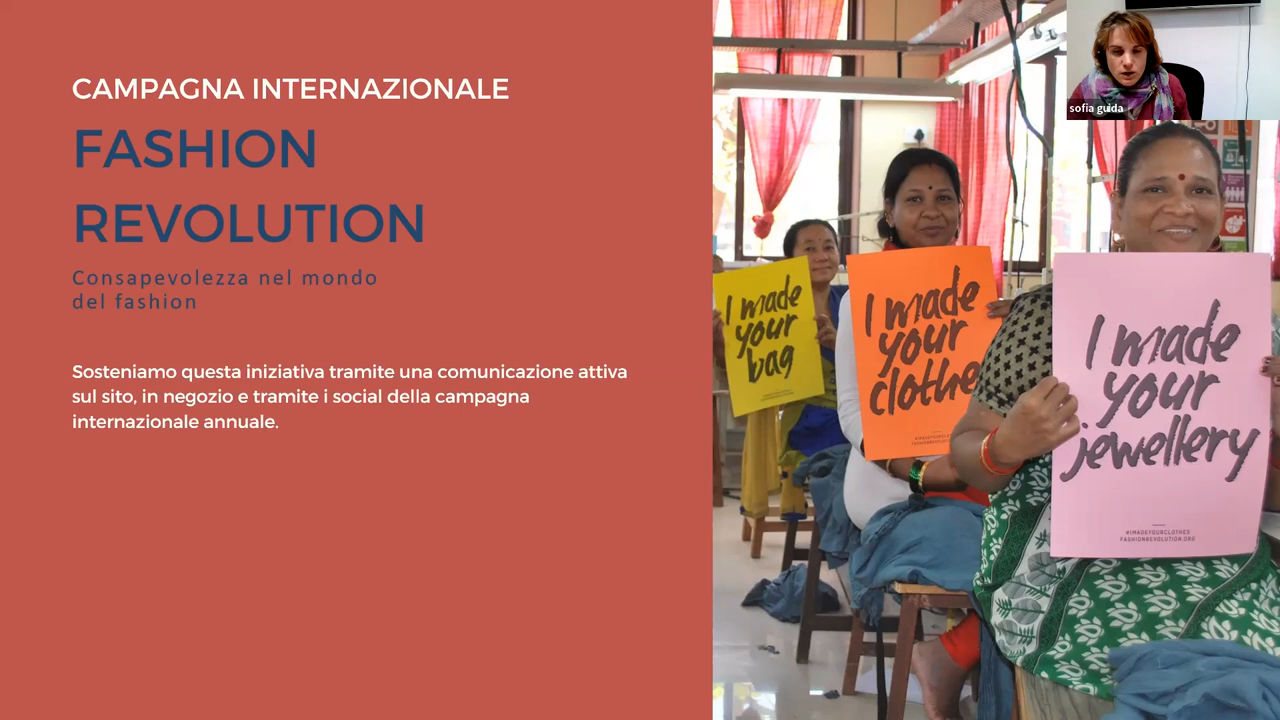 CAMPAGNA INTERNAZIONALE
FASHION
REVOLUTION
Consapevolezza nel mondo
del fashion
Sosteniamo questa iniziativa tramite una comunicazione attiva
sul sito, in negozio e tramite i social della campagna
internazionale annuale.
sofia guida
I made
your
bag
I made
your
clothe
I made
your
jewellery
#IMADEYOURCLOTHES
FASHIONREVOLUTION.ORG